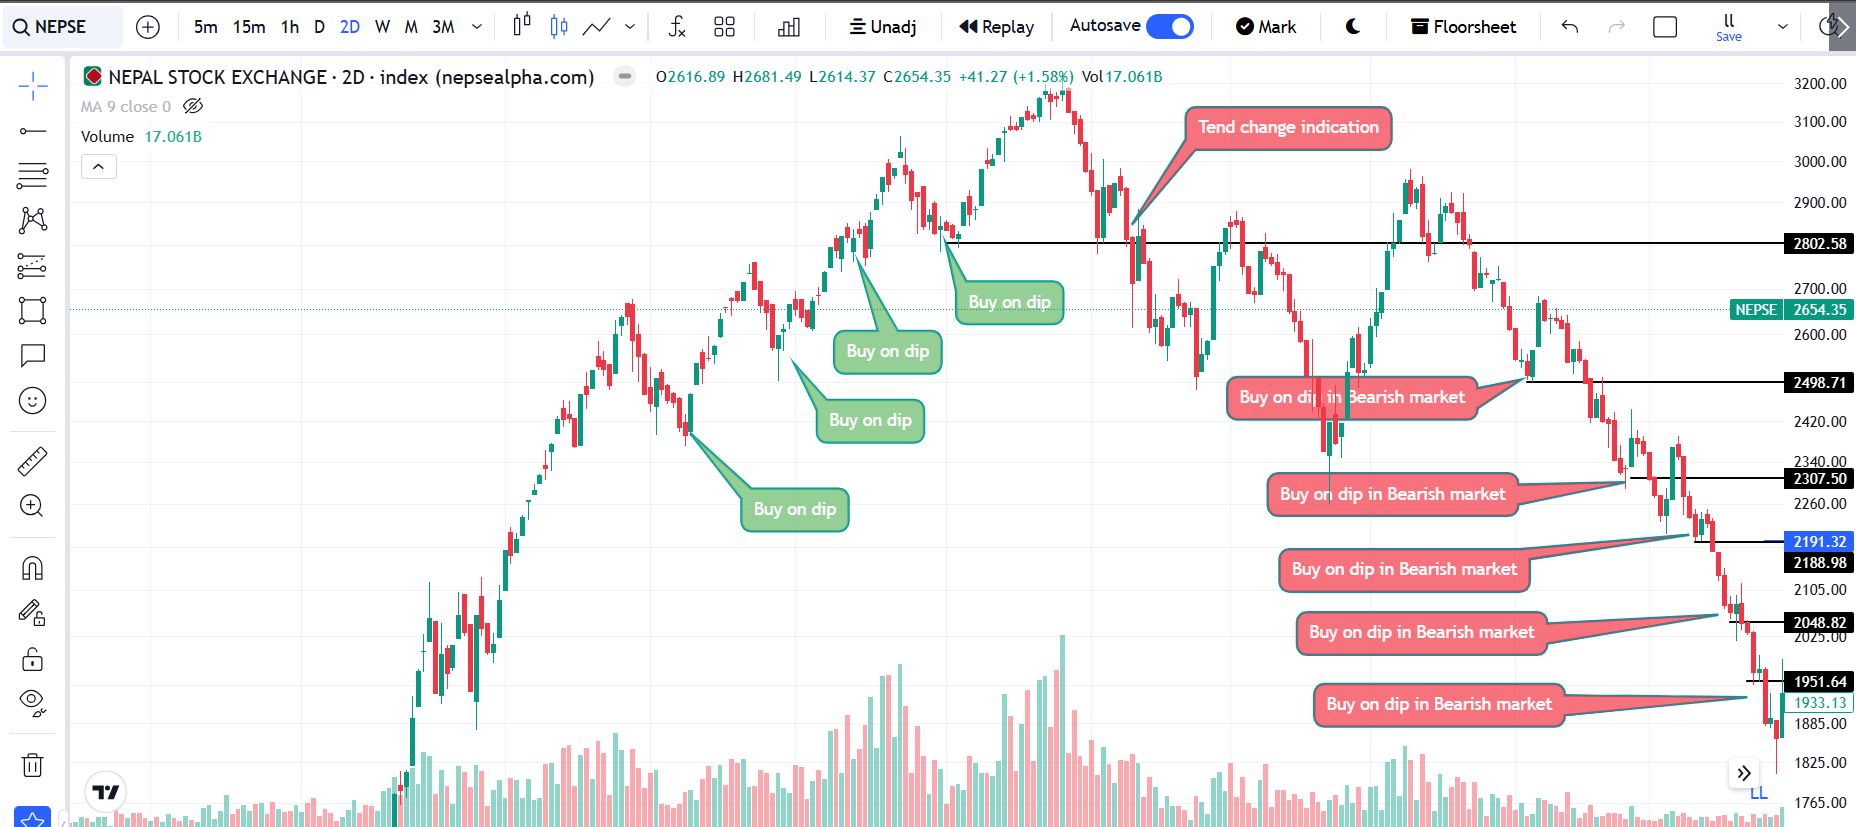 NEPSE 5m 15m 1h D 2D W M 3M Unadj Replay Autosave Mark Floorsheet ll
Save
NEPAL STOCK EXCHANGE · 2D · index (nepsealpha.com) O2616.89 H2681.49 L2614.37 C2654.35 +41.27 (+1.58%) Vol17.061B
MA 9 close 0
Volume 17.061B
Tend change indication
Buy on dip
Buy on dip
Buy on dip
Buy on dip
Buy on dip in Bearish market
Buy on dip in Bearish market
Buy on dip in Bearish market
Buy on dip in Bearish market
Buy on dip in Bearish market
3200.00
3100.00
3000.00
2900.00
2802.58
2700.00
NEPSE 2654.35
2600.00
2498.71
2420.00
2340.00
2307.50
2260.00
2191.32
2188.98
2105.00
2048.82
2025.00
1951.64
1933.13
1885.00
1825.00
LL
1765.00